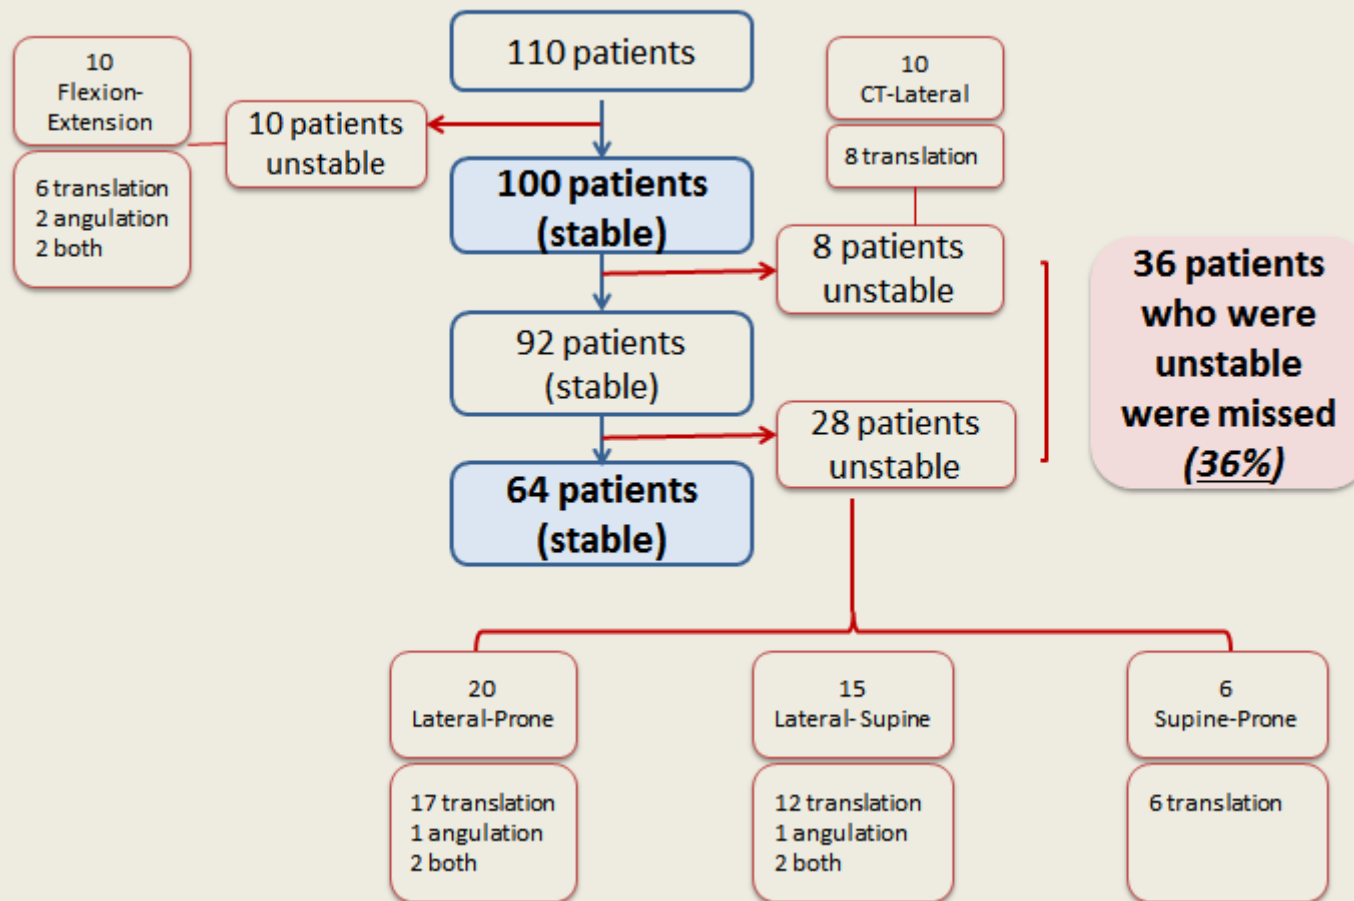 110 patients
10
Flexion-
Extension
6 translation
2 angulation
2 both
10 patients
unstable
100 patients
(stable)
10
CT-Lateral
8 translation
8 patients
unstable
92 patients
(stable)
28 patients
unstable
36 patients
who were
unstable
were missed
(36%)
64 patients
(stable)
20
Lateral-Prone
17 translation
1 angulation
2 both
15
Lateral- Supine
12 translation
1 angulation
2 both
6
Supine-Prone
6 translation